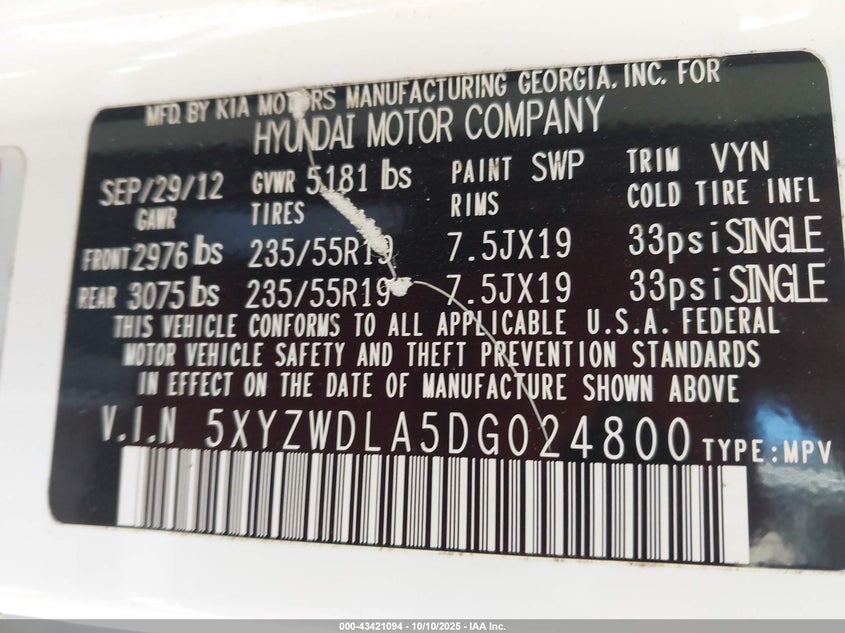 MFD. BY KIA MOTORS MANUFACTURING GEORGIA, INC. FOR
HYUNDAI MOTOR COMPANY
SEP/29/12 GVWR 5181 lbs PAINT SWP TRIM VYN
GAWR TIRES RIMS COLD TIRE INFL
FRONT 2976 lbs 235/55R19 7.5JX19 33psi SINGLE
REAR 3075 lbs 235/55R19 7.5JX19 33psi SINGLE
THIS VEHICLE CONFORMS TO ALL APPLICABLE U.S.A. FEDERAL
MOTOR VEHICLE SAFETY AND THEFT PREVENTION STANDARDS
IN EFFECT ON THE DATE OF MANUFACTURE SHOWN ABOVE
V.I.N 5XYZWDLA5DG024800 TYPE:MPV
000-43421094 - 10/10/2025 - IAA Inc.